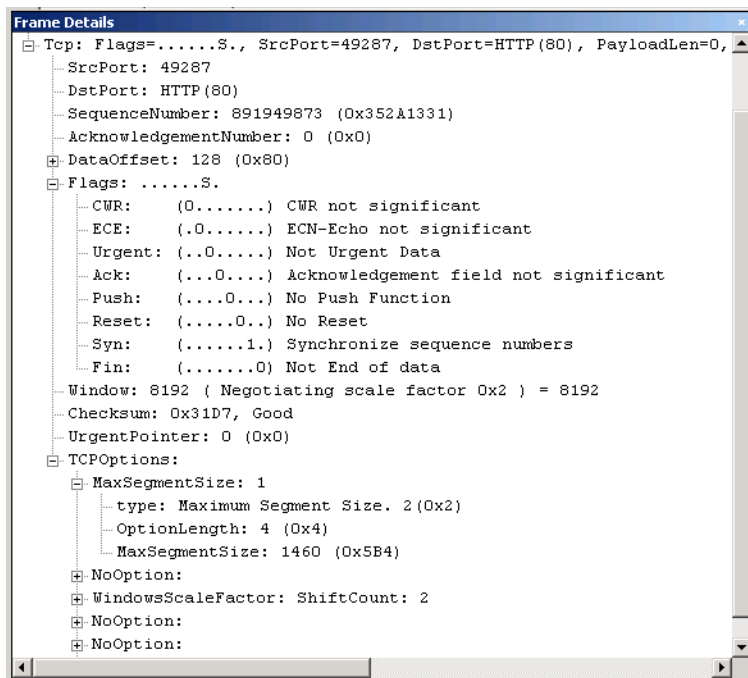 Frame Details
Tcp: Flags=......S., SrcPort=49287, DstPort=HTTP(80), PayloadLen=0,
SrcPort: 49287
DstPort: HTTP(80)
SequenceNumber: 891949873 (0x352A1331)
AcknowledgementNumber: 0 (0x0)
DataOffset: 128 (0x80)
Flags: ......S.
CWR: (0.......) CWR not significant
ECE: (.0......) ECN-Echo not significant
Urgent: (..0.....) Not Urgent Data
Ack: (...0....) Acknowledgement field not significant
Push: (....0...) No Push Function
Reset: (.....0..) No Reset
Syn: (......1.) Synchronize sequence numbers
Fin: (.......0) Not End of data
Window: 8192 ( Negotiating scale factor 0x2 ) = 8192
Checksum: 0x31D7, Good
UrgentPointer: 0 (0x0)
TCPOptions:
MaxSegmentSize: 1
type: Maximum Segment Size. 2(0x2)
OptionLength: 4 (0x4)
MaxSegmentSize: 1460 (0x5B4)
NoOption:
WindowsScaleFactor: ShiftCount: 2
NoOption:
NoOption: